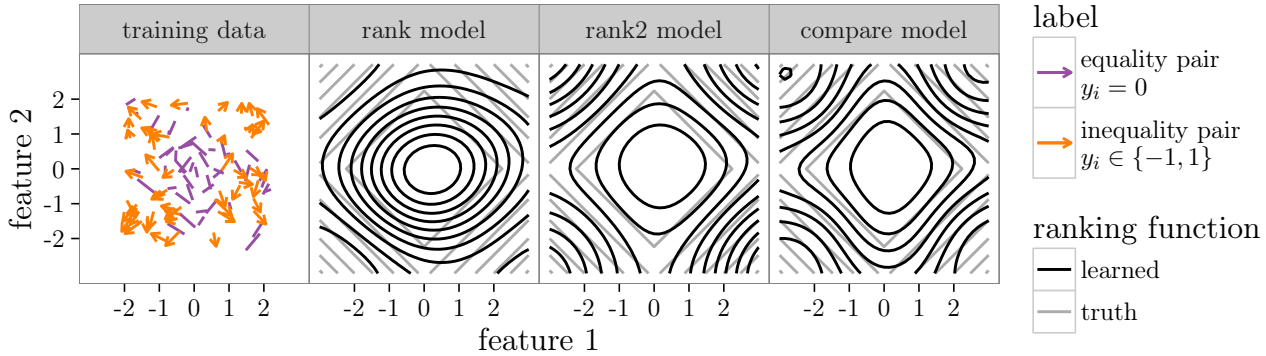 training data
rank model
rank2 model
compare model
feature 2
2
1
0
-1
-2
-2 -1 0 1 2
-2 -1 0 1 2
-2 -1 0 1 2
-2 -1 0 1 2
feature 1
label
equality pair
y_i = 0
inequality pair
y_i ∈ {−1, 1}
ranking function
learned
truth